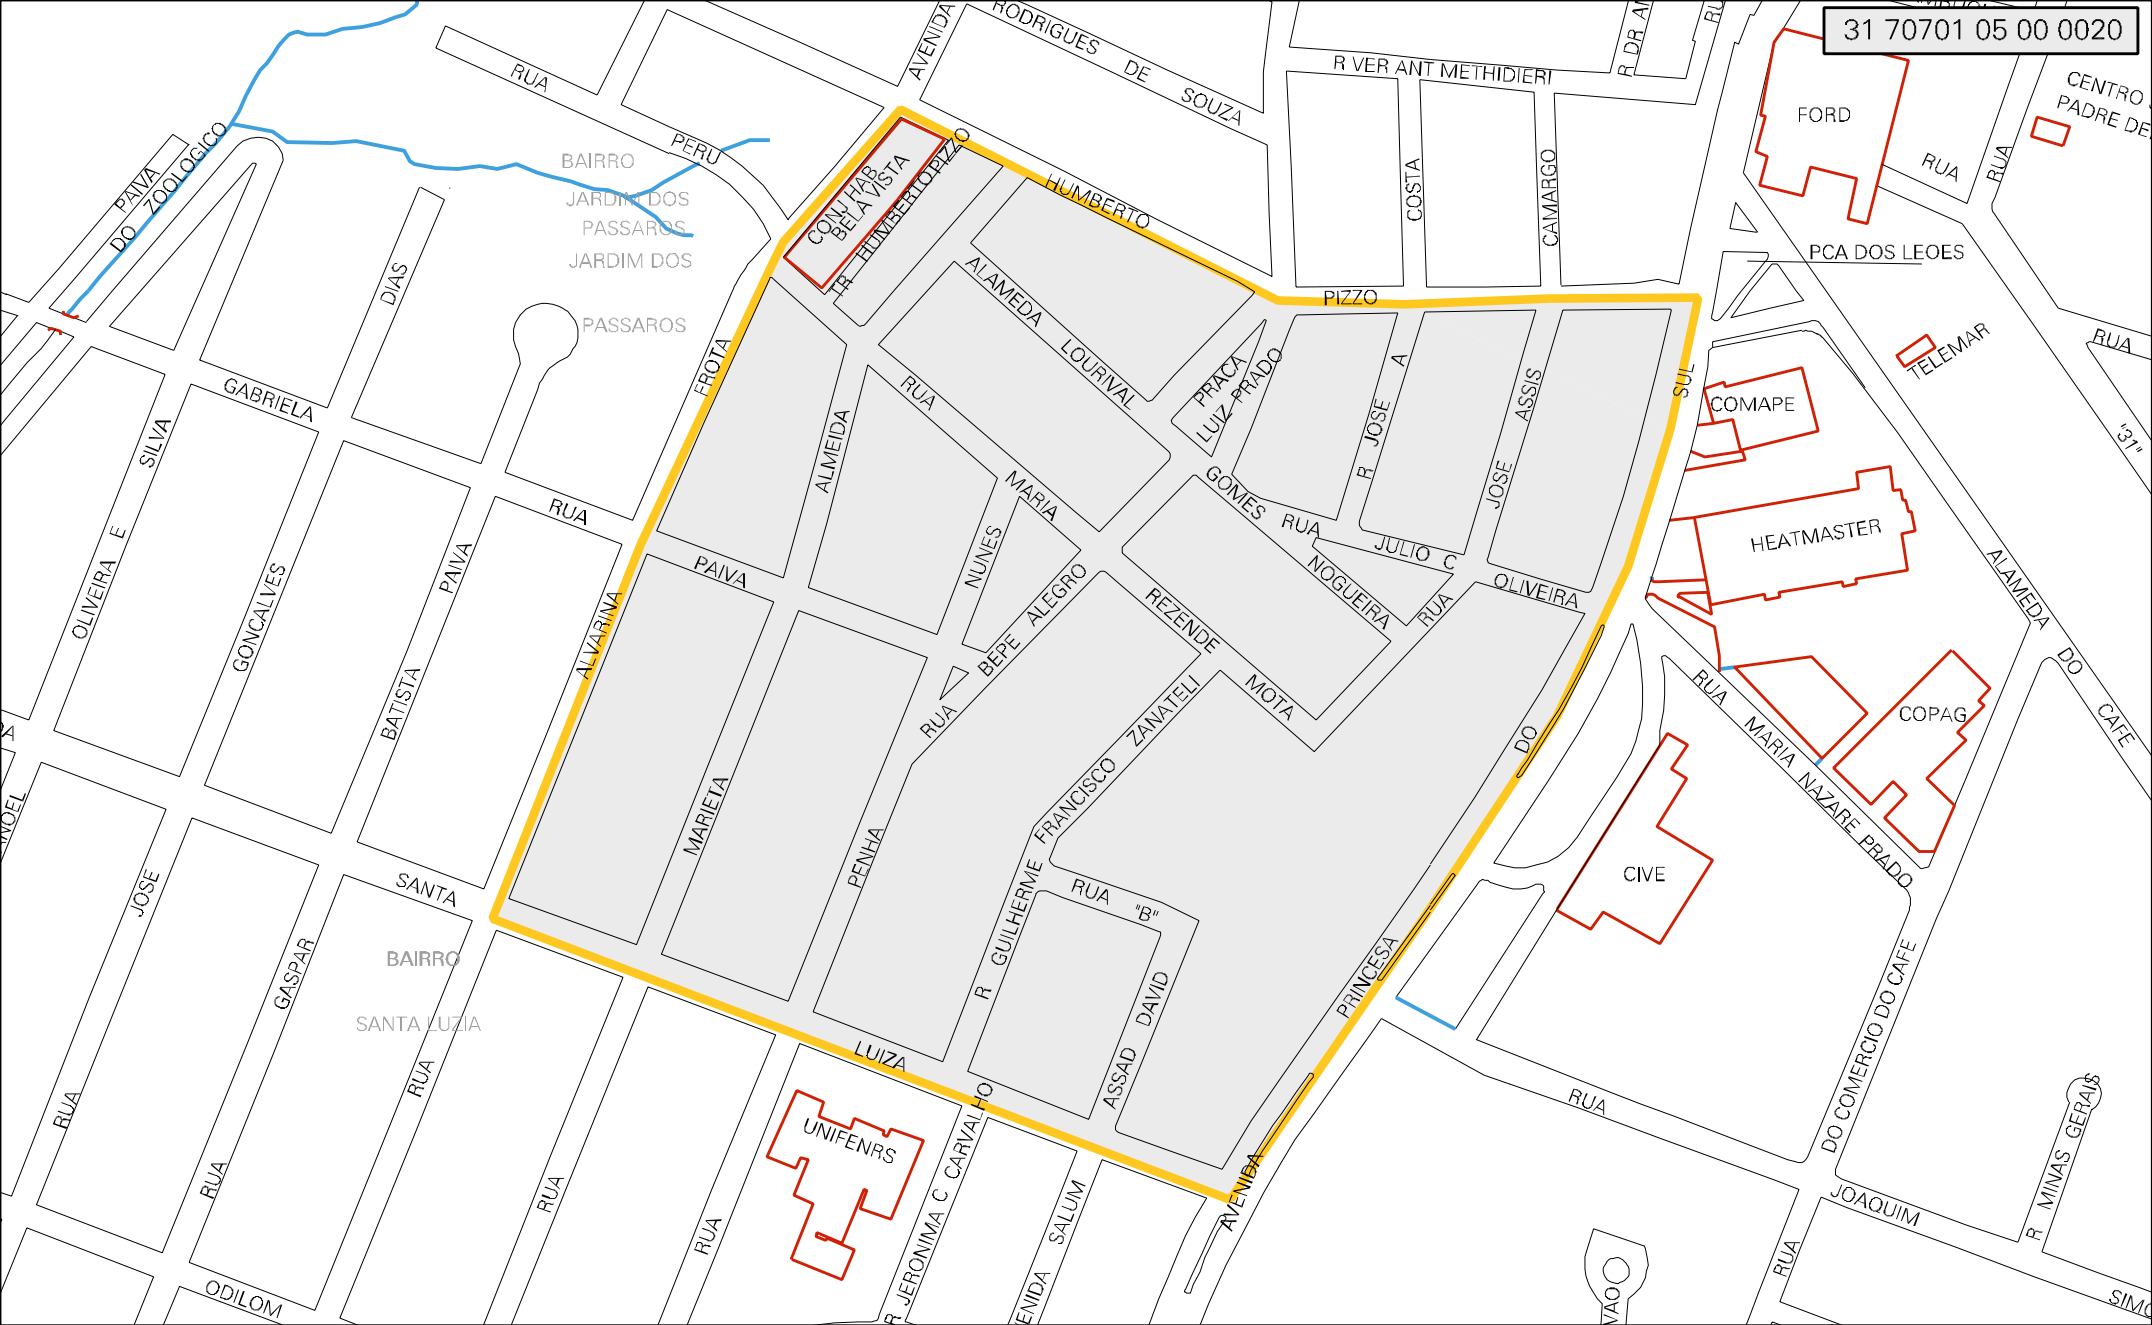 31 70701 05 00 0020
AVENIDA
RODRIGUES
DE
SOUZA
R VER ANT METHIDIERI
R DR
RU
FORD
CENTRO
PADRE DE
RUA
RUA
RUA
PERU
BAIRRO
JARDIM DOS
PASSAROS
JARDIM DOS
PASSAROS
PAIVA
DO ZOOLOGICO
CONJ HAB
BELA VISTA
TR HUMBERTO PIZZO
HUMBERTO
PIZZO
COSTA
CAMARGO
PCA DOS LEOES
TELEMAR
RUA
"31"
DIAS
GABRIELA
RUA
FROTA
ALVARINA
ALAMEDA
LOURIVAL
GOMES
NOGUEIRA
PRACA
LUIZ PRADO
R JOSE A
JOSE ASSIS
SUL
COMAPE
HEATMASTER
ALAMEDA
DO
CAFE
RUA
MARIA
REZENDE
MOTA
ALMEIDA
NUNES
RUA BEPE ALEGRO
RUA
JULIO C
OLIVEIRA
RUA
PAIVA
SILVA
OLIVEIRA E
JOSE
RUA
GONCALVES
GASPAR
RUA
PAIVA
BATISTA
RUA
MARIETA
RUA
PENHA
RUA
R GUILHERME
FRANCISCO ZANATELI
RUA "B"
ASSAD DAVID
DO
PRINCESA
AVENIDA
RUA MARIA NAZARE PRADO
COPAG
CIVE
SANTA
LUIZA
BAIRRO
SANTA LUZIA
UNIFENRS
R JERONIMA C CARVALHO
SALUM
ENIDA
ODILOM
RUA
DO COMERCIO DO CAFE
RUA
JOAQUIM
R MINAS GERAIS
VAO